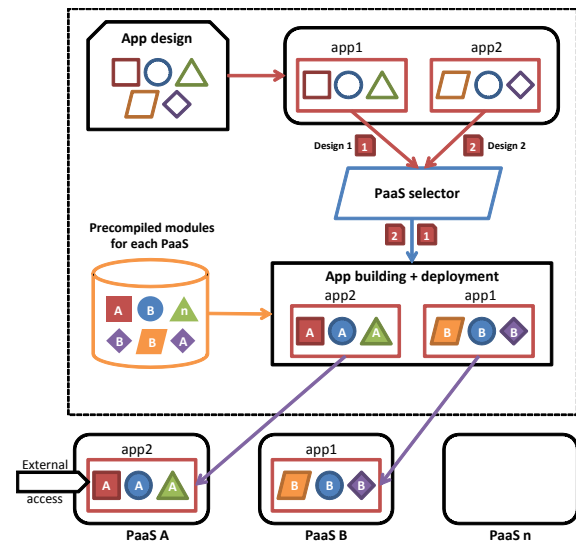 App design
app1
app2
Design 1
1
2
Design 2
PaaS selector
2
1
Precompiled modules
for each PaaS
A
B
n
B
B
A
App building + deployment
app2
app1
A
A
A
B
B
B
External
access
app2
A
A
A
app1
B
B
B
PaaS A
PaaS B
PaaS n